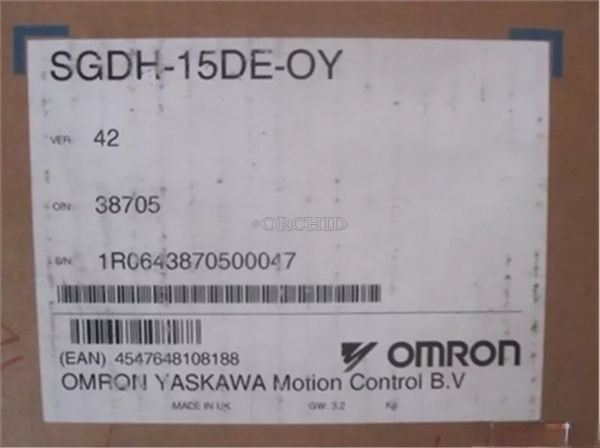 SGDH-15DE-OY
VER: 42
O/N: 38705
©ORCHID
S/N 1R0643870500047
(EAN) 4547648108188
OMRON
OMRON YASKAWA Motion Control B.V
MADE IN UK GW: 3.2 Kg